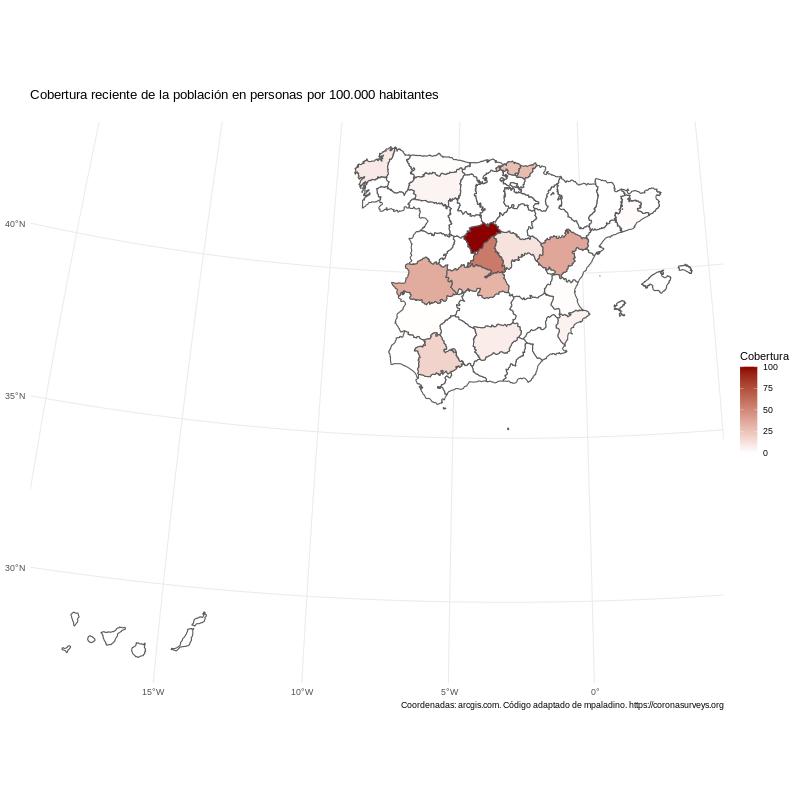 Cobertura reciente de la población en personas por 100.000 habitantes
40°N
35°N
30°N
15°W
10°W
5°W
0°
Cobertura
100
75
50
25
0
Coordenadas: arcgis.com. Código adaptado de mpaladino. https://coronasurveys.org